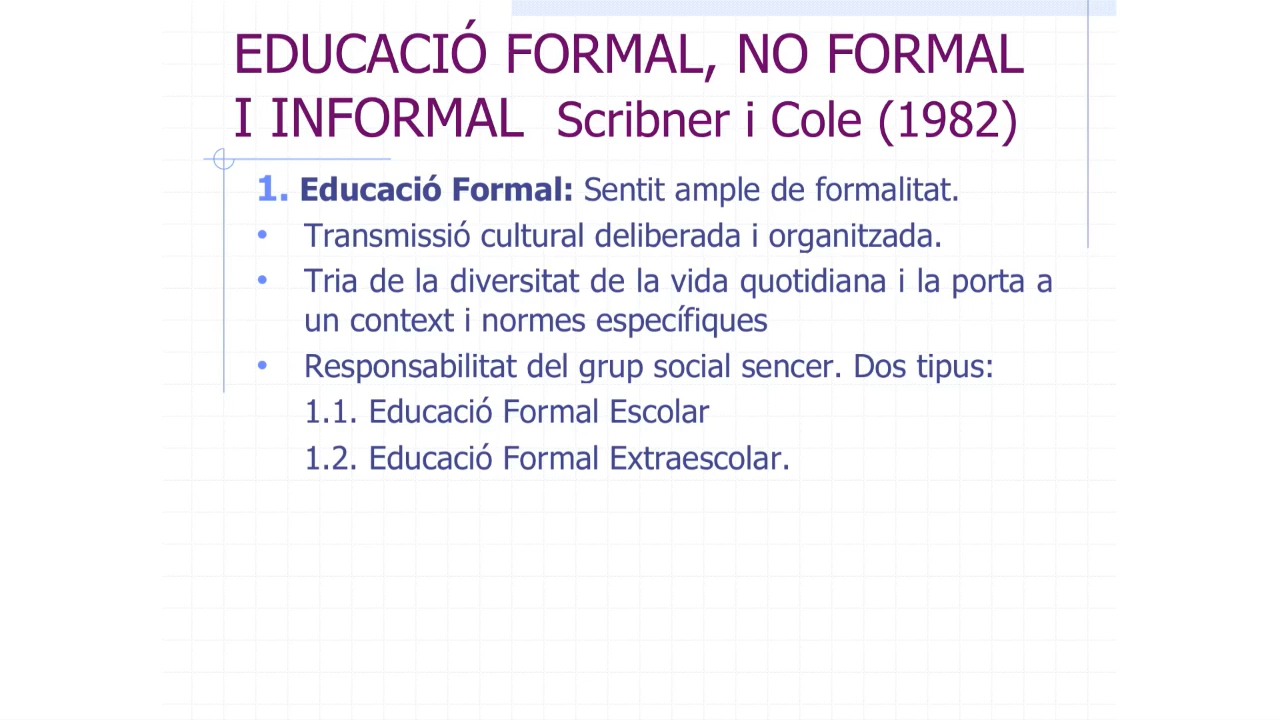 EDUCACIÓ FORMAL, NO FORMAL
I INFORMAL Scribner i Cole (1982)
1. Educació Formal: Sentit ample de formalitat.
• Transmissió cultural deliberada i organitzada.
• Tria de la diversitat de la vida quotidiana i la porta a
un context i normes específiques
• Responsabilitat del grup social sencer. Dos tipus:
1.1. Educació Formal Escolar
1.2. Educació Formal Extraescolar.